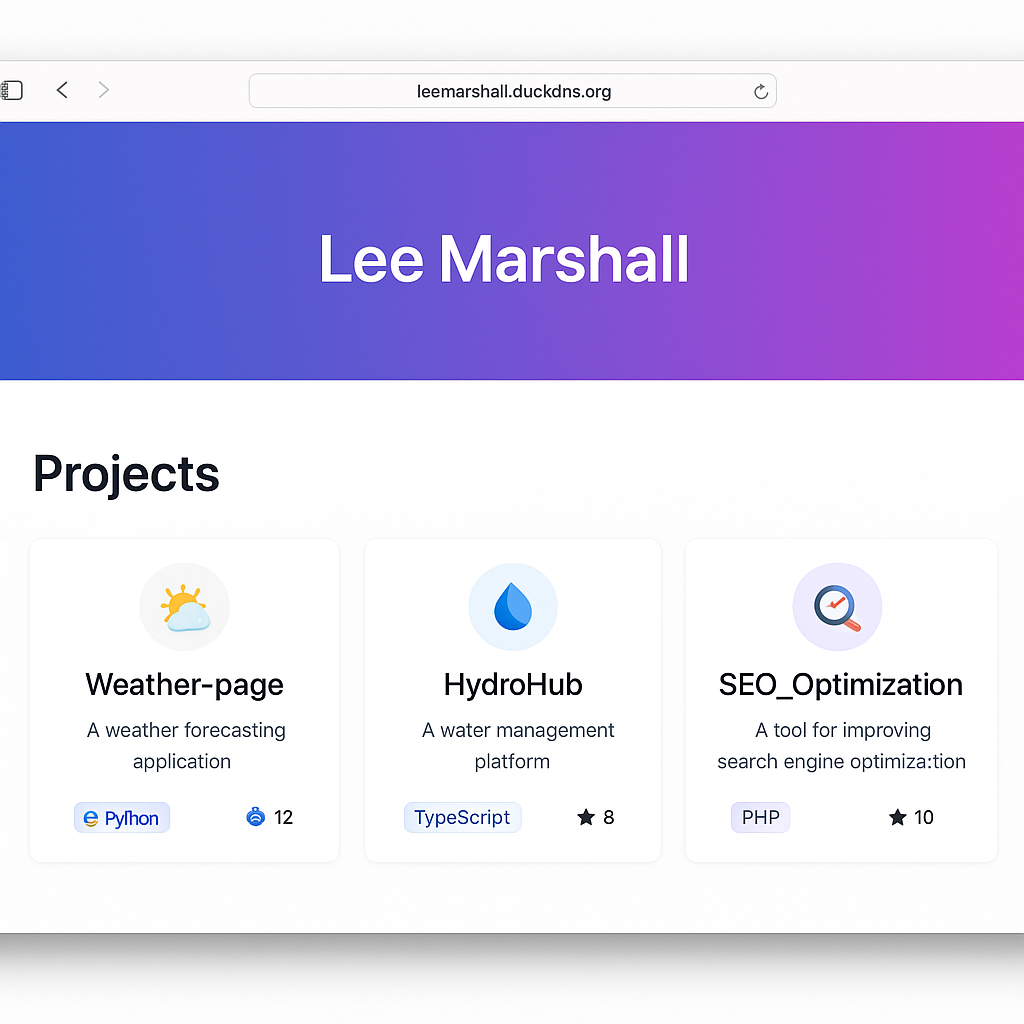 leemarshall.duckdns.org
Lee Marshall
Projects
Weather-page
A weather forecasting
application
Pyľhon
12
HydroHub
A water management
platform
TypeScript
8
SEO_Optimization
A tool for improving
search engine optimiza:tion
PHP
10